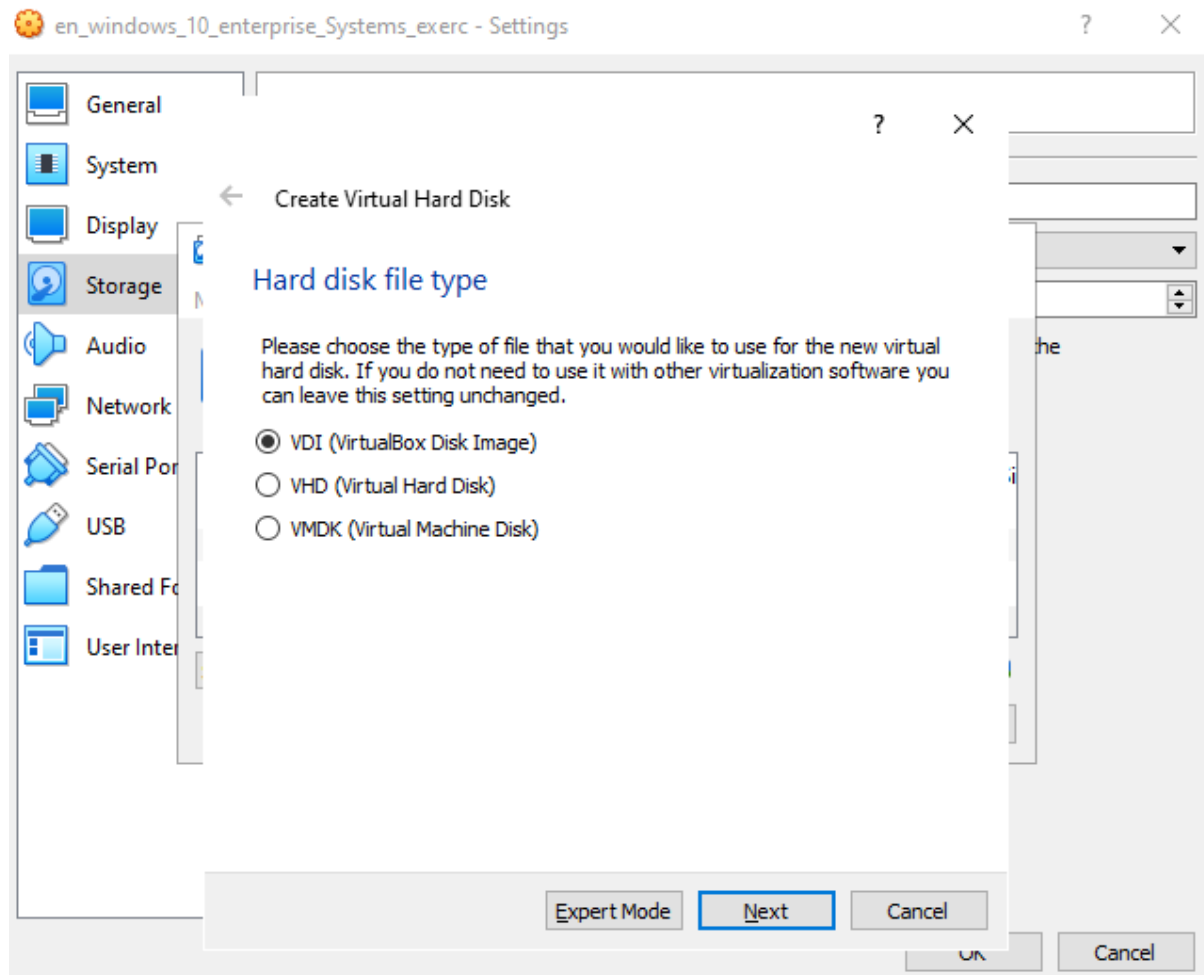 en_windows_10_enterprise_Systems_exerc - Settings
?
General
System
Display
Storage
Audio
Network
Serial Por
USB
Shared Fo
User Inter
?
Create Virtual Hard Disk
Hard disk file type
Please choose the type of file that you would like to use for the new virtual
hard disk. If you do not need to use it with other virtualization software you
can leave this setting unchanged.
VDI (VirtualBox Disk Image)
VHD (Virtual Hard Disk)
VMDK (Virtual Machine Disk)
Expert Mode
Next
Cancel
the
OK
Cancel